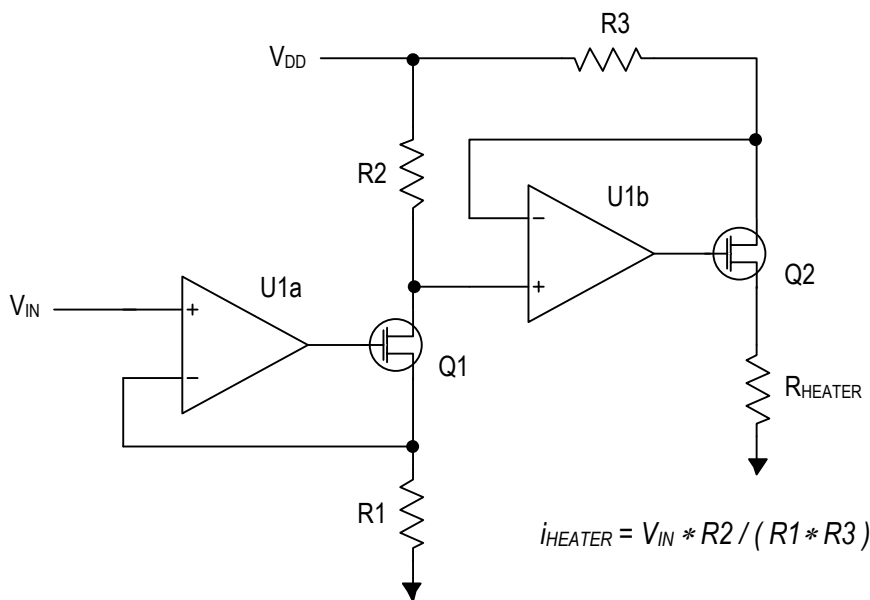 R3
VDD
R2
U1b
−
+
Q2
U1a
VIN
+
−
Q1
RHEATER
R1
iHEATER = VIN * R2 / ( R1 * R3 )